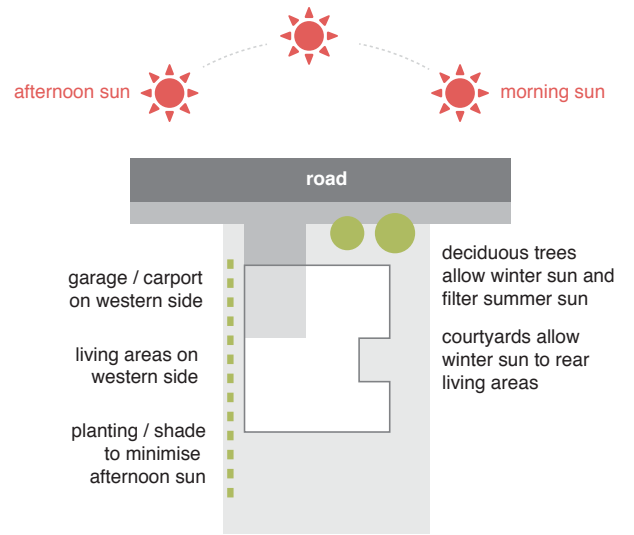 afternoon sun
morning sun
road
garage / carport
on western side
living areas on
western side
planting / shade
to minimise
afternoon sun
deciduous trees
allow winter sun and
filter summer sun
courtyards allow
winter sun to rear
living areas